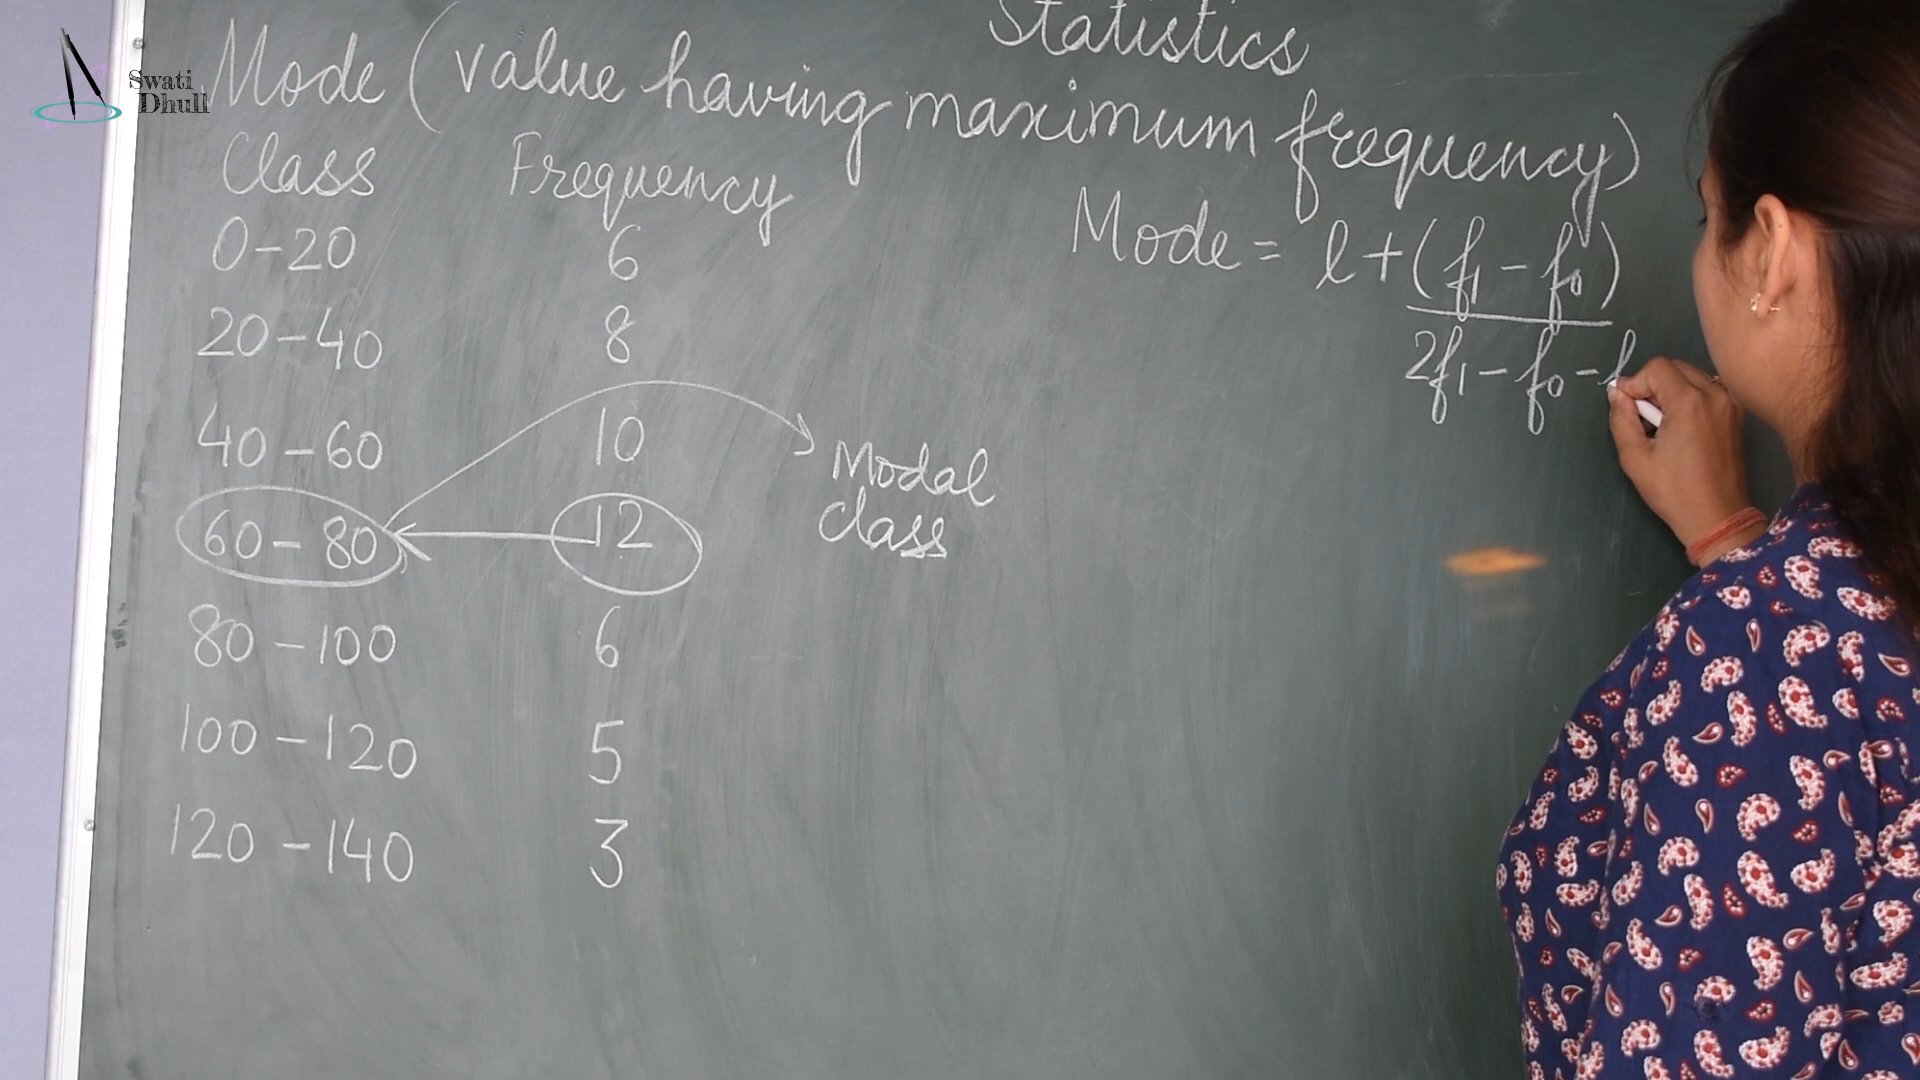 Swati
Dhull
Statistics
Mode (value having maximum frequency)
Class Frequency
0-20 6
20-40 8
40-60 10
60-80 12
80-100 6
100-120 5
120-140 3
Modal
class
Mode = l+(f₁-f₀)
2f₁-f₀-f